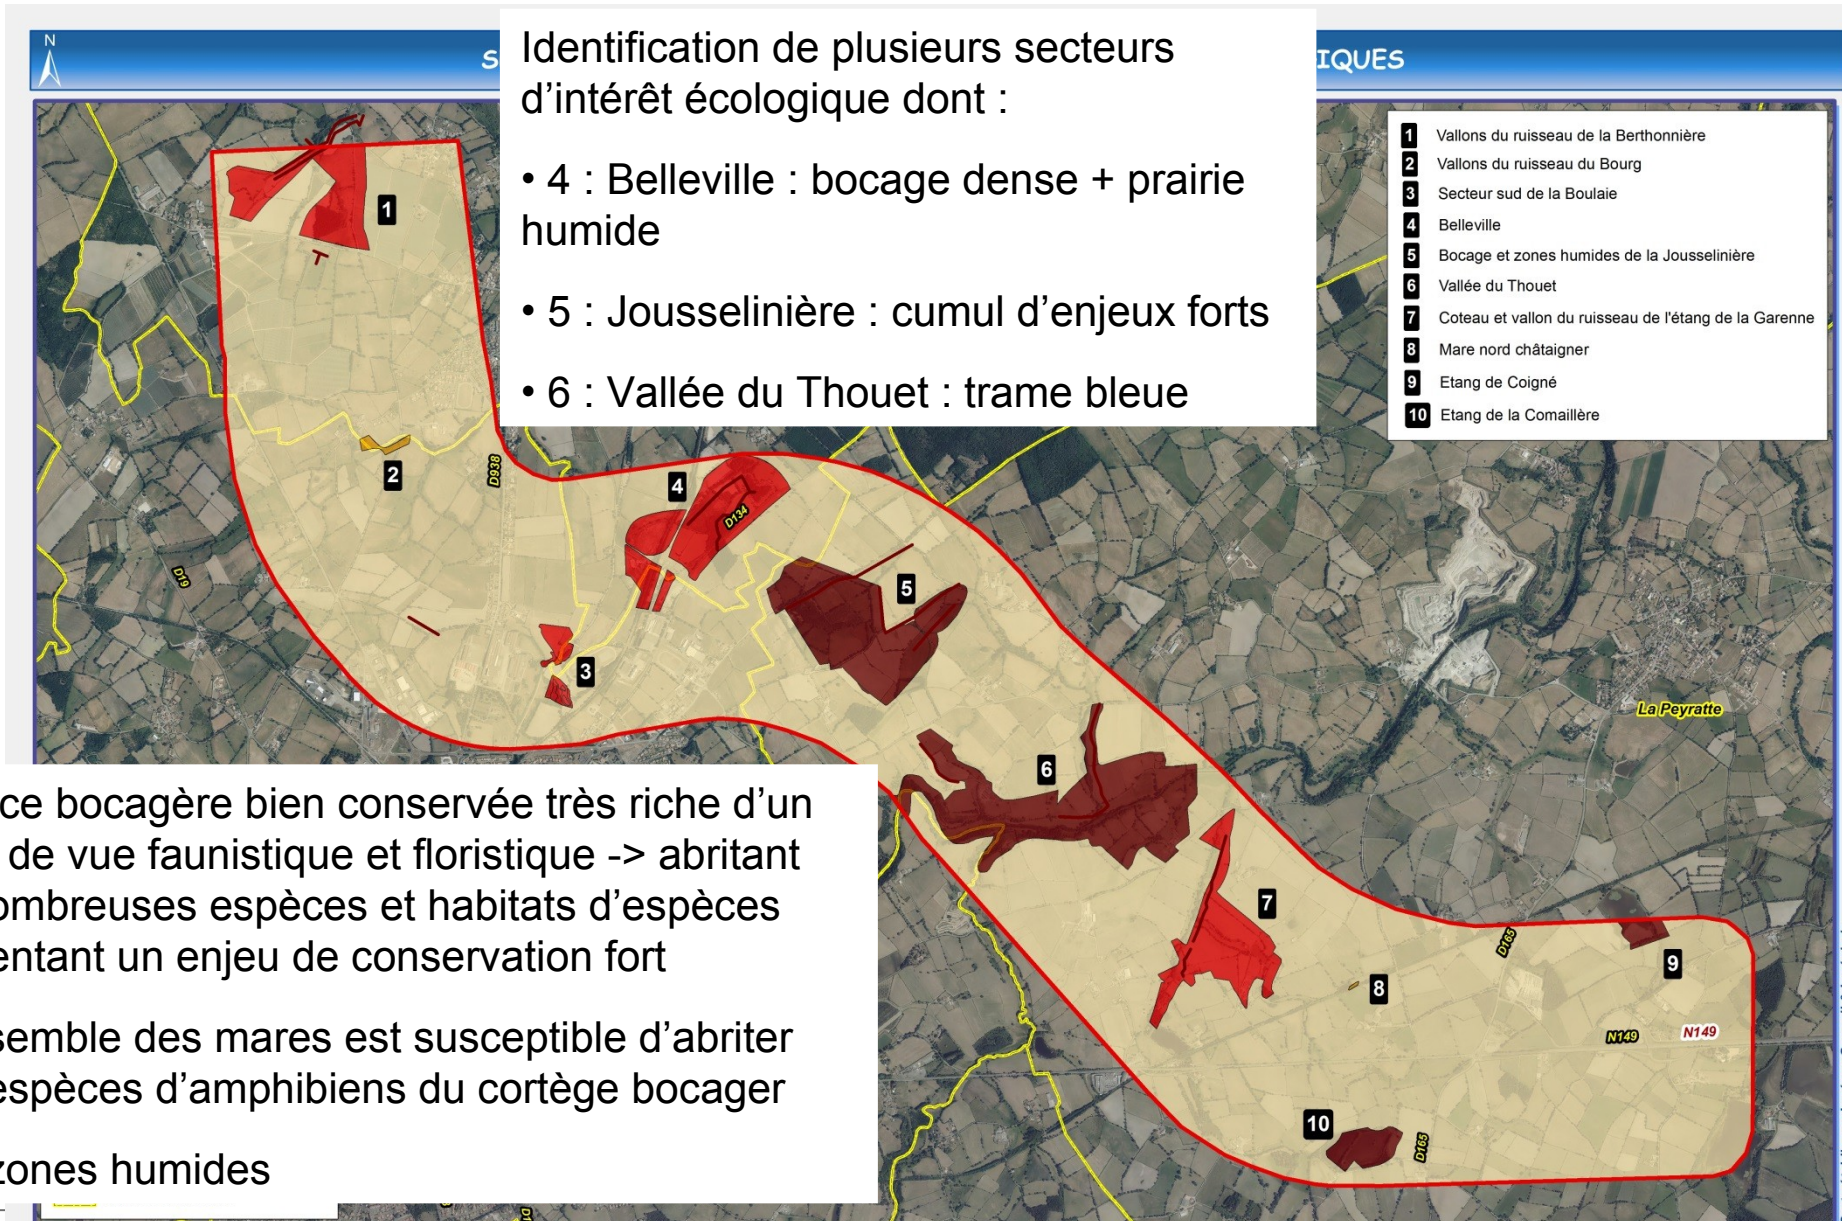 N
S
IQUES
Identification de plusieurs secteurs
d’intérêt écologique dont :
• 4 : Belleville : bocage dense + prairie
humide
• 5 : Jousselinière : cumul d’enjeux forts
• 6 : Vallée du Thouet : trame bleue
1 Vallons du ruisseau de la Berthonnière
2 Vallons du ruisseau du Bourg
3 Secteur sud de la Boulaie
4 Belleville
5 Bocage et zones humides de la Jousselinière
6 Vallée du Thouet
7 Coteau et vallon du ruisseau de l'étang de la Garenne
8 Mare nord châtaigner
9 Etang de Coigné
10 Etang de la Comaillère
1
2
D938
4
D134
D19
5
3
La Peyratte
6
7
D165
8
9
N149
N149
10
D165
ce bocagère bien conservée très riche d’un
de vue faunistique et floristique -> abritant
ombreuses espèces et habitats d’espèces
entant un enjeu de conservation fort
semble des mares est susceptible d’abriter
espèces d’amphibiens du cortège bocager
zones humides